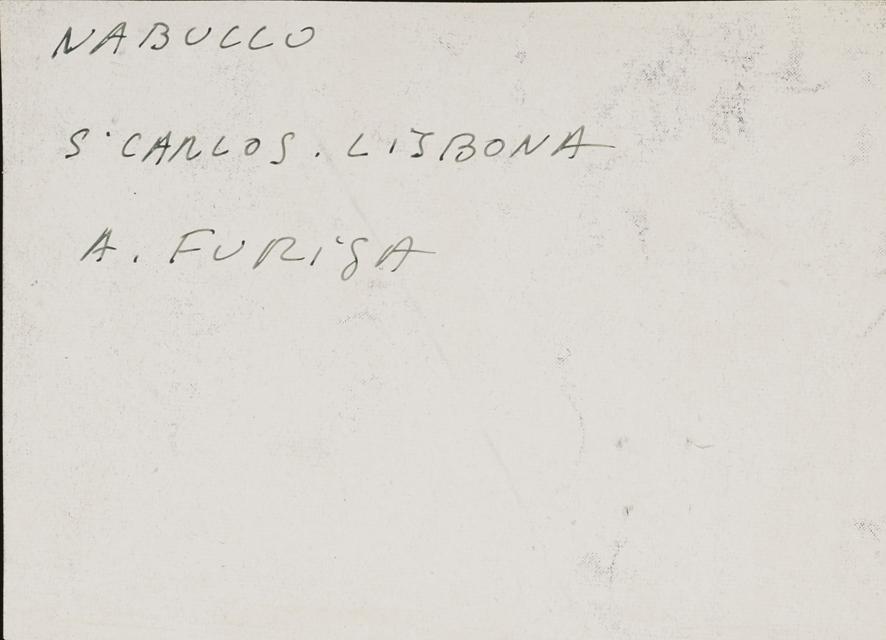 NABUCCO
S. CARLOS. LISBONA
A. FURIGA